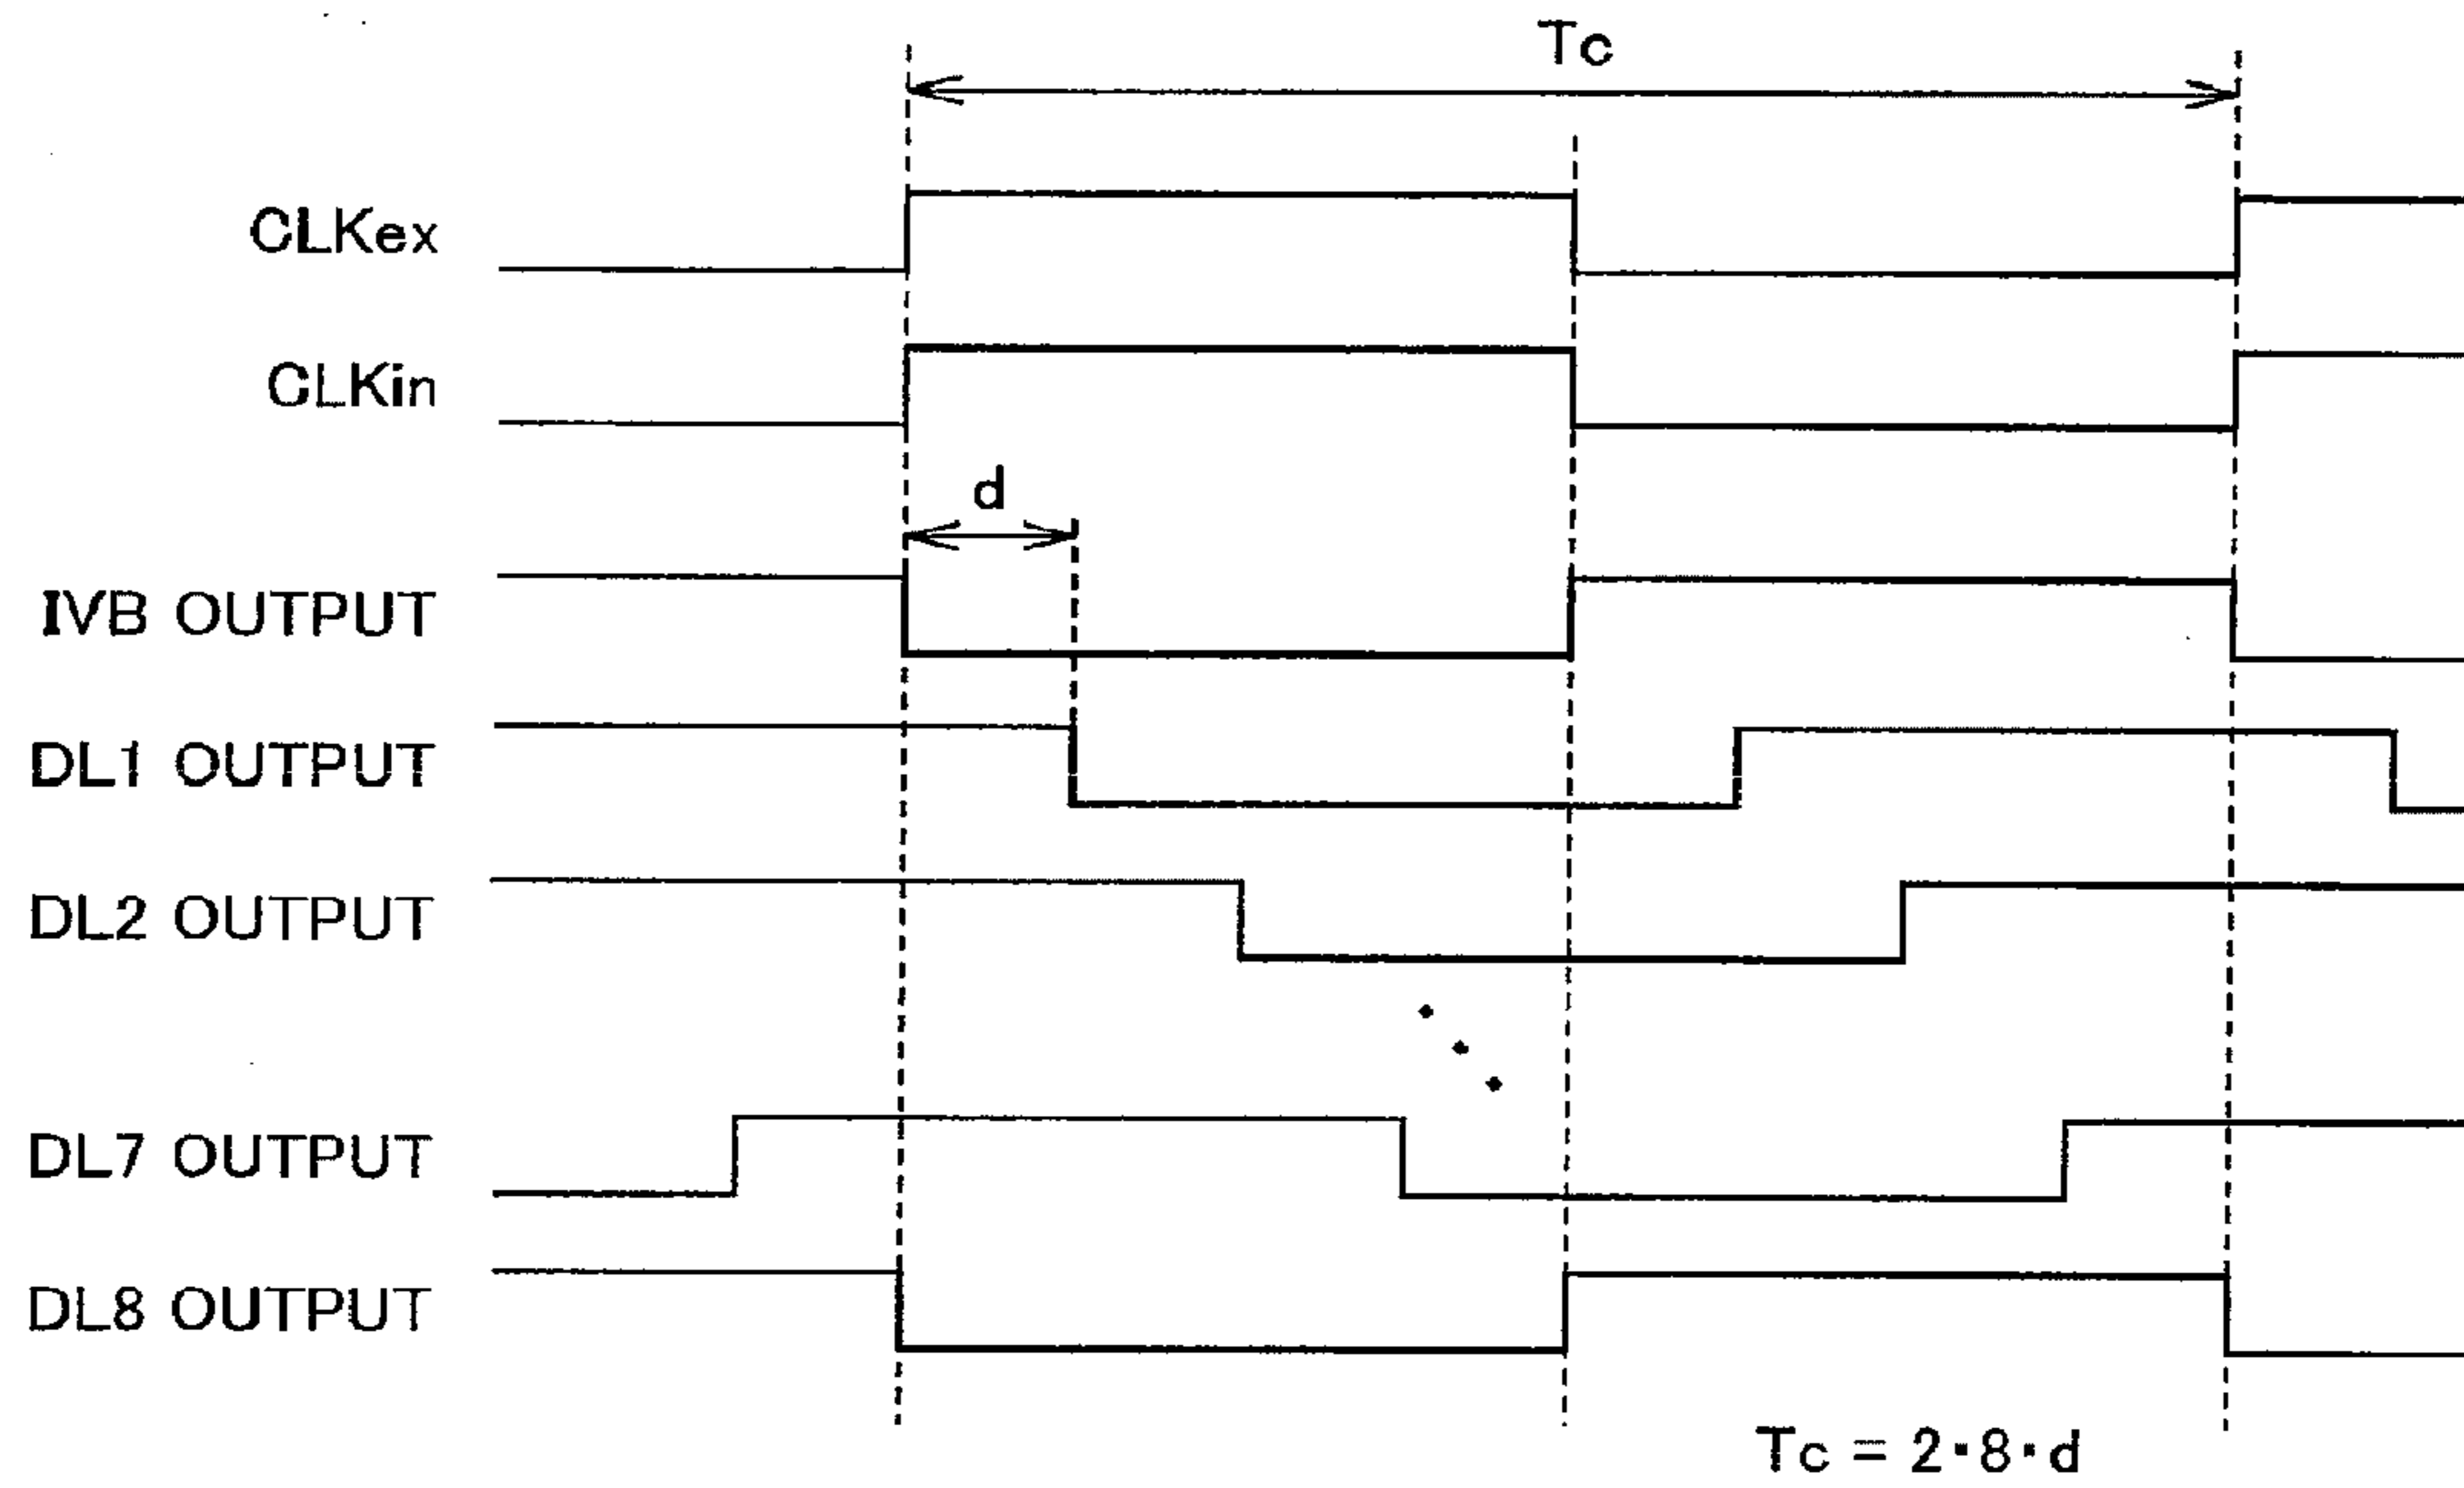 Tc
CLKex
CLKin
d
IVB OUTPUT
DL1 OUTPUT
DL2 OUTPUT
DL7 OUTPUT
DL8 OUTPUT
Tc = 2·8·d